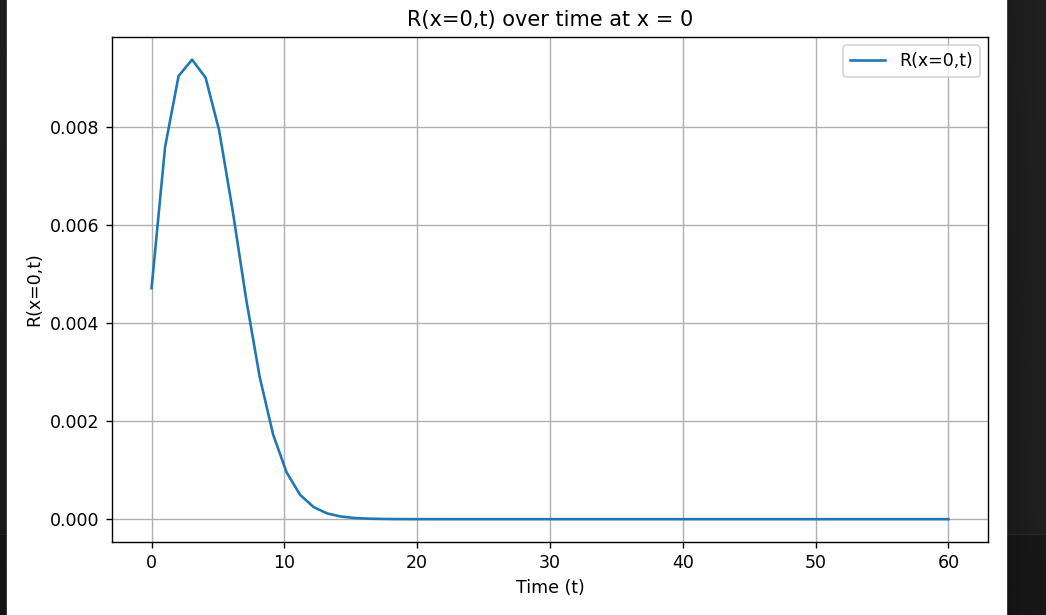 R(x=0,t) over time at x = 0
R(x=0,t)
0.008
0.006
0.004
0.002
0.000
R(x=0,t)
0 10 20 30 40 50 60
Time (t)